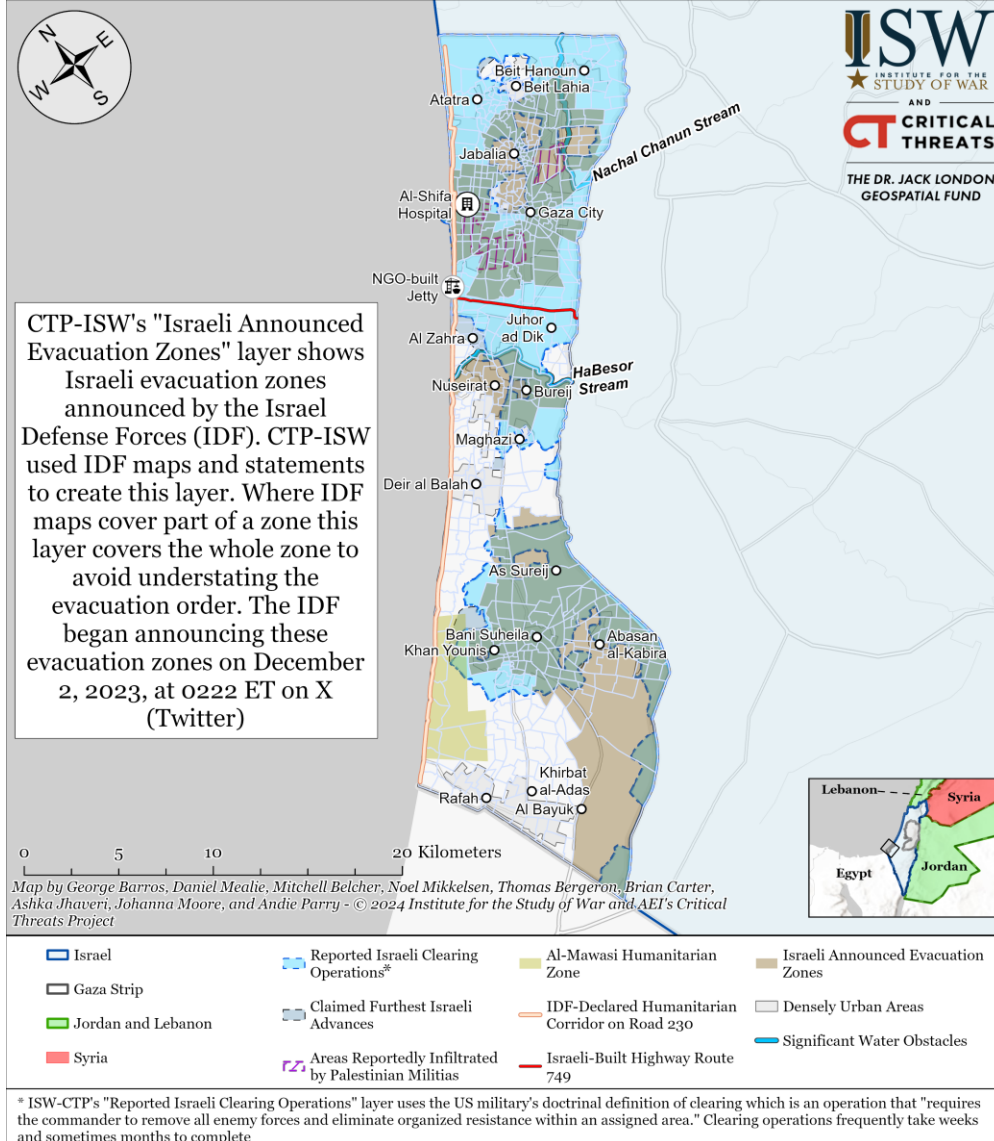 N
E
W
S
ISW
INSTITUTE FOR THE
STUDY OF WAR
AND
CT CRITICAL
THREATS
THE DR. JACK LONDON
GEOSPATIAL FUND
Beit Hanoun
Beit Lahia
Atatra
Nachal Chanun Stream
Jabalia
Al-Shifa
Hospital
Gaza City
NGO-built
Jetty
Juhor
ad Dik
Al Zahra
HaBesor
Stream
Nuseirat
Bureij
Maghazi
Deir al Balah
As Sureij
Bani Suheila
Abasan
al-Kabira
Khan Younis
Khirbat
al-Adas
Rafah
Al Bayuk
CTP-ISW's "Israeli Announced
Evacuation Zones" layer shows
Israeli evacuation zones
announced by the Israel
Defense Forces (IDF). CTP-ISW
used IDF maps and statements
to create this layer. Where IDF
maps cover part of a zone this
layer covers the whole zone to
avoid understating the
evacuation order. The IDF
began announcing these
evacuation zones on December
2, 2023, at 0222 ET on X
(Twitter)
Lebanon
Syria
Egypt
Jordan
0 5 10 20 Kilometers
Map by George Barros, Daniel Mealie, Mitchell Belcher, Noel Mikkelsen, Thomas Bergeron, Brian Carter,
Ashka Jhaveri, Johanna Moore, and Andie Parry - © 2024 Institute for the Study of War and AEI's Critical
Threats Project
Israel
Gaza Strip
Jordan and Lebanon
Syria
Reported Israeli Clearing
Operations*
Claimed Furthest Israeli
Advances
Areas Reportedly Infiltrated
by Palestinian Militias
Al-Mawasi Humanitarian
Zone
IDF-Declared Humanitarian
Corridor on Road 230
Israeli-Built Highway Route
749
Israeli Announced Evacuation
Zones
Densely Urban Areas
Significant Water Obstacles
* ISW-CTP's "Reported Israeli Clearing Operations" layer uses the US military's doctrinal definition of clearing which is an operation that "requires
the commander to remove all enemy forces and eliminate organized resistance within an assigned area." Clearing operations frequently take weeks
and sometimes months to complete